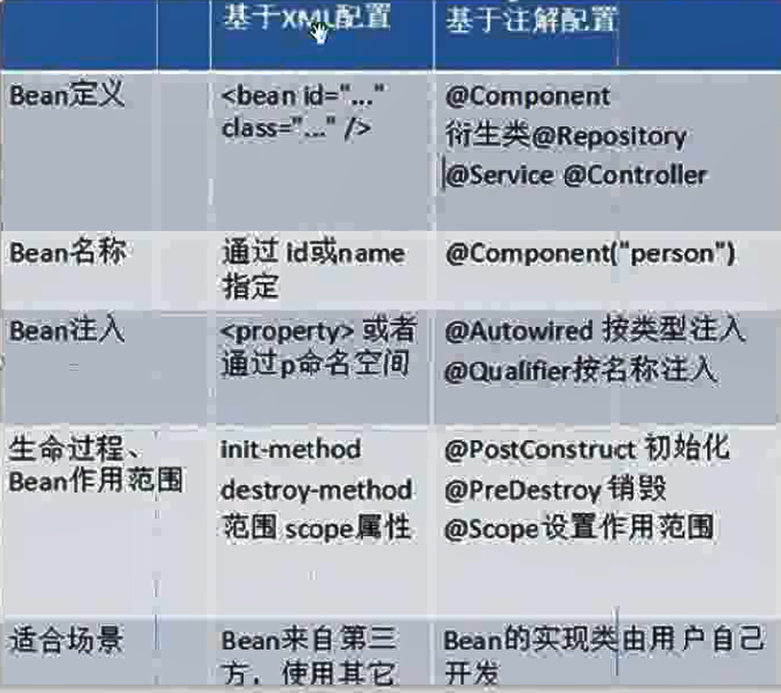 基于XML配置
基于注解配置
Bean定义
<bean id="..."
class="..." />
@Component
衍生类@Repository
@Service @Controller
Bean名称
通过 id或name
指定
@Component("person")
Bean注入
<property> 或者
通过p命名空间
@Autowired 按类型注入
@Qualifier按名称注入
生命过程、
Bean作用范围
init-method
destroy-method
范围 scope属性
@PostConstruct 初始化
@PreDestroy 销毁
@Scope设置作用范围
适合场景
Bean来自第三
方，使用其它
Bean的实现类由用户自己
开发